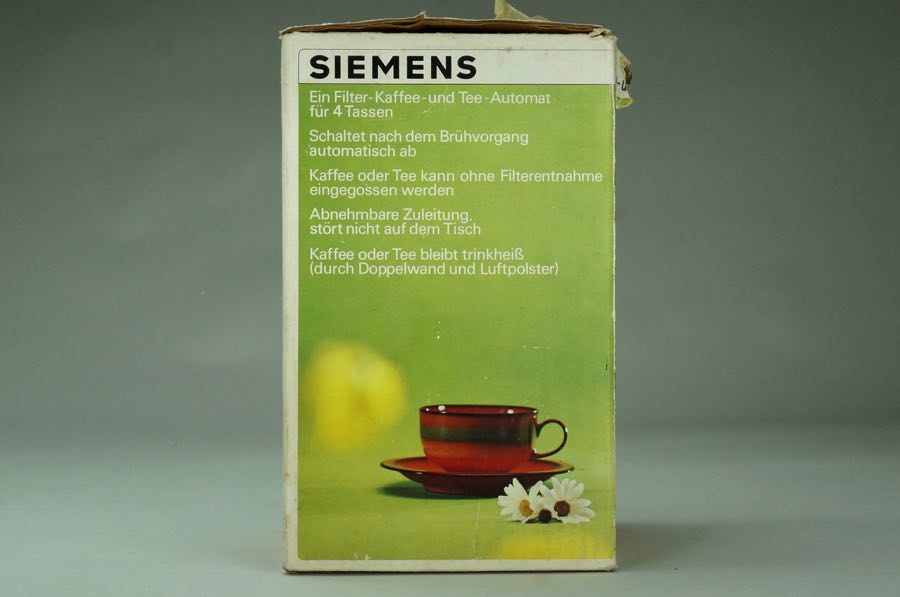 SIEMENS
Ein Filter-Kaffee-und Tee-Automat
für 4 Tassen
Schaltet nach dem Brühvorgang
automatisch ab
Kaffee oder Tee kann ohne Filterentnahme
eingegossen werden
Abnehmbare Zuleitung,
stört nicht auf dem Tisch
Kaffee oder Tee bleibt trinkheiß
(durch Doppelwand und Luftpolster)